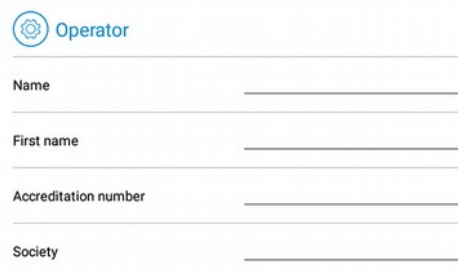 Operator
Name
First name
Accreditation number
Society